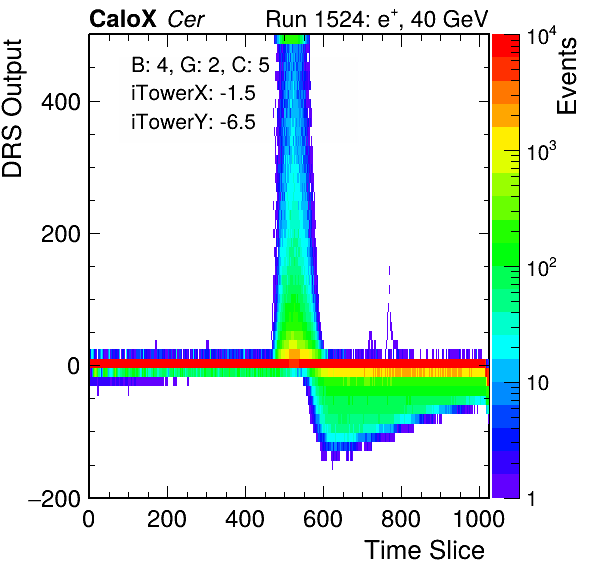 CaloX Cer Run 1524: e⁺, 40 GeV
B: 4, G: 2, C: 5
iTowerX: -1.5
iTowerY: -6.5
DRS Output
400
200
0
−200
0 200 400 600 800 1000
Time Slice
Events
10⁴
10³
10²
10
1